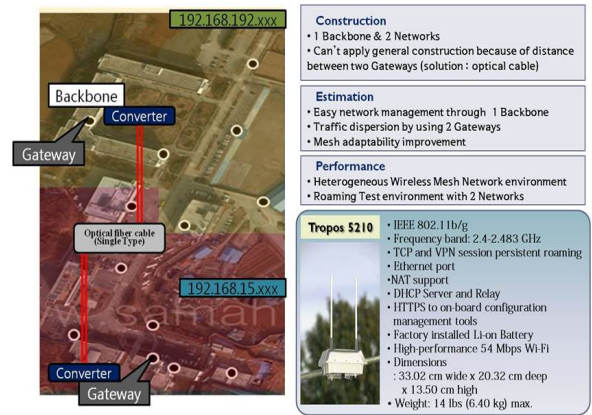 192.168.192.xxx
Backbone
Converter
Gateway
Optical fiber cable
(Single Type)
192.168.15.xxx
samah
Converter
Gateway
Construction
• 1 Backbone & 2 Networks
• Can't apply general construction because of distance
between two Gateways (solution : optical cable)
Estimation
• Easy network management through 1 Backbone
• Traffic dispersion by using 2 Gateways
• Mesh adaptability improvement
Performance
• Heterogeneous Wireless Mesh Network environment
• Roaming Test environment with 2 Networks
Tropos 5210
• IEEE 802.11b/g
• Frequency band: 2.4-2.483 GHz
• TCP and VPN session persistent roaming
• Ethernet port
•NAT support
• DHCP Server and Relay
• HTTPS to on-board configuration
management tools
• Factory installed Li-on Battery
• High-performance 54 Mbps Wi-Fi
• Dimensions
: 33.02 cm wide x 20.32 cm deep
x 13.50 cm high
• Weight: 14 lbs (6.40 kg) max.